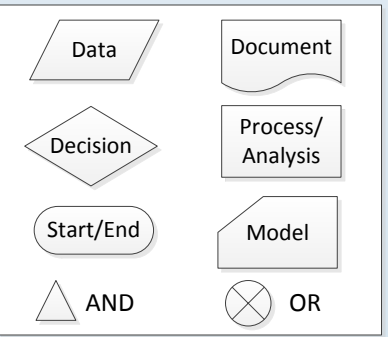 Data
Document
Decision
Process/
Analysis
Start/End
Model
AND
OR